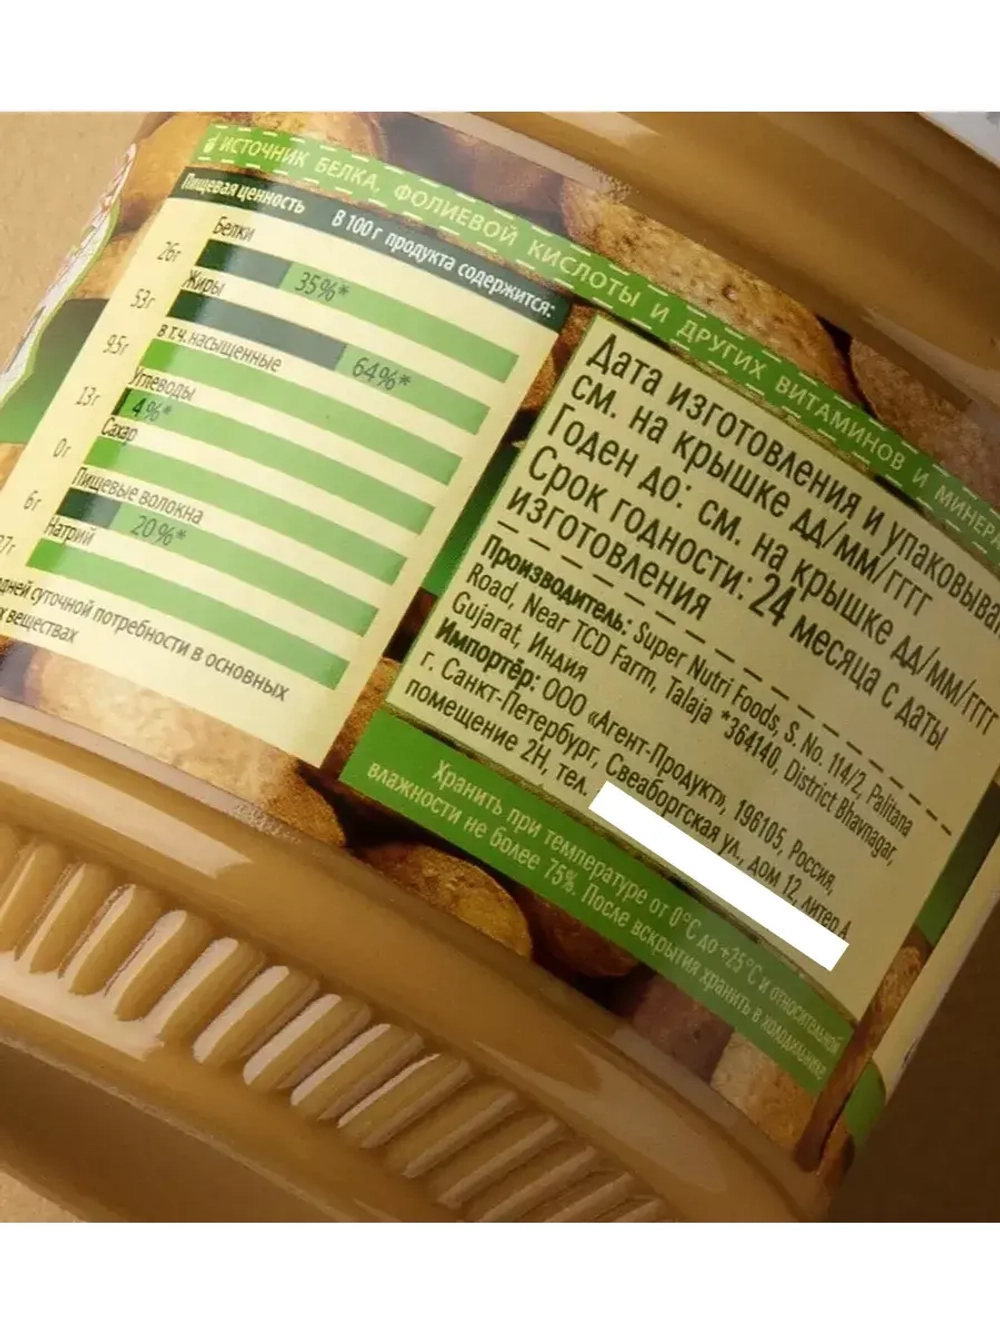 ИСТОЧНИК БЕЛКА, ФОЛИЕВОЙ КИСЛОТЫ И ДРУГИХ ВИТАМИНОВ И
Пищевая ценность В 100 г продукта содержится:
Белки
26г 35%*
Жиры
53г 64%*
в т.ч. насыщенные
Углеводы
13г 4%*
Сахар
0г
Пищевые волокна
6г 20%*
Натрий
суточной потребности в основных
веществах
Дата изготовления и
см. на крышке дд/мм/гггг
Годен до: см. на крышке дд/мм/гггг
Срок годности: 24 месяца с даты
изготовления
Производитель: Super Nutri Foods, S. No. 114/2, Palitana
Road, Near TCD Farm, Talaja *364140, District Bhavnagar,
Gujarat, Индия
Импортёр: ООО «Агент-Продукт», 196105, Россия,
г. Санкт-Петербург, Свеаборгская ул., дом 12, литер А,
помещение 2Н, тел.
Хранить при температуре от 0°С до +25°С и относительной
влажности не более 75%. После вскрытия хранить в холодильнике